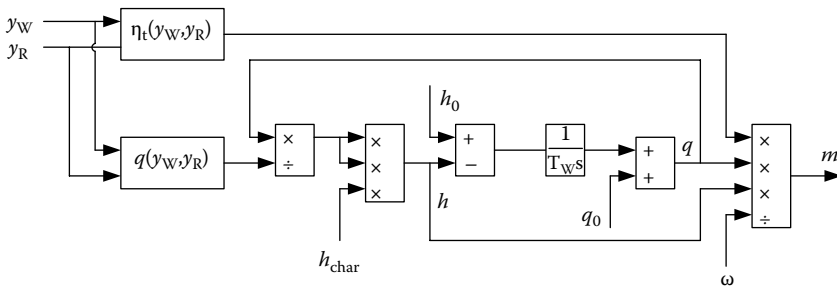 y_W
y_R
η_t(y_W,y_R)
q(y_W,y_R)
×
÷
×
×
×
h_char
h_0
+
−
h
1
T_W s
+
+
q_0
q
×
×
×
÷
ω
m